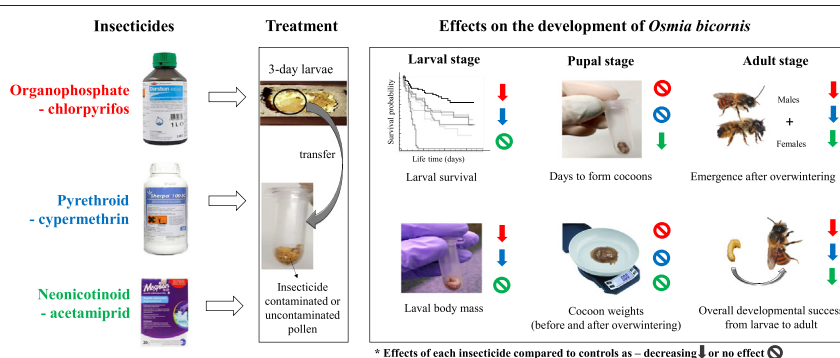 Insecticides
Treatment
Effects on the development of Osmia bicornis
Organophosphate
- chlorpyrifos
Pyrethroid
- cypermethrin
Neonicotinoid
- acetamiprid
3-day larvae
transfer
Insecticide
contaminated or
uncontaminated
pollen
Larval stage
Survival probability
Life time (days)
Larval survival
Laval body mass
Pupal stage
Days to form cocoons
Cocoon weights
(before and after overwintering)
Adult stage
Males
+
Females
Emergence after overwintering
Overall developmental success
from larvae to adult
* Effects of each insecticide compared to controls as – decreasing or no effect